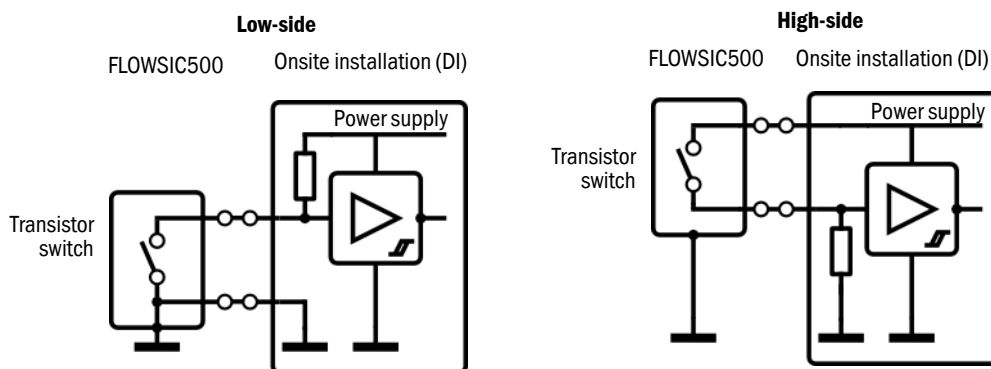 Low-side
FLOWSIC500
Onsite installation (DI)
Power supply
Transistor
switch
High-side
FLOWSIC500
Onsite installation (DI)
Power supply
Transistor
switch